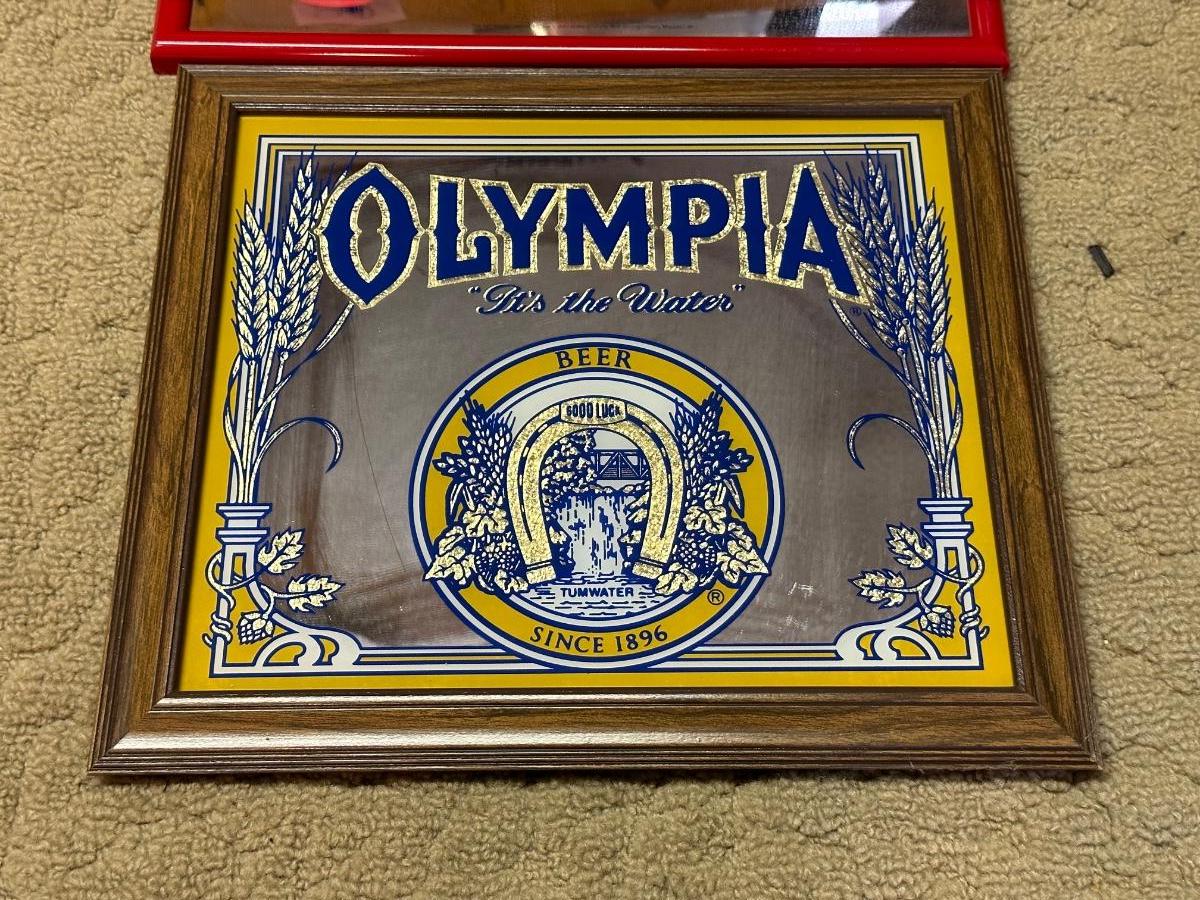 OLYMPIA
"It's the Water"
®
BEER
GOOD LUCK
TUMWATER
®
SINCE 1896